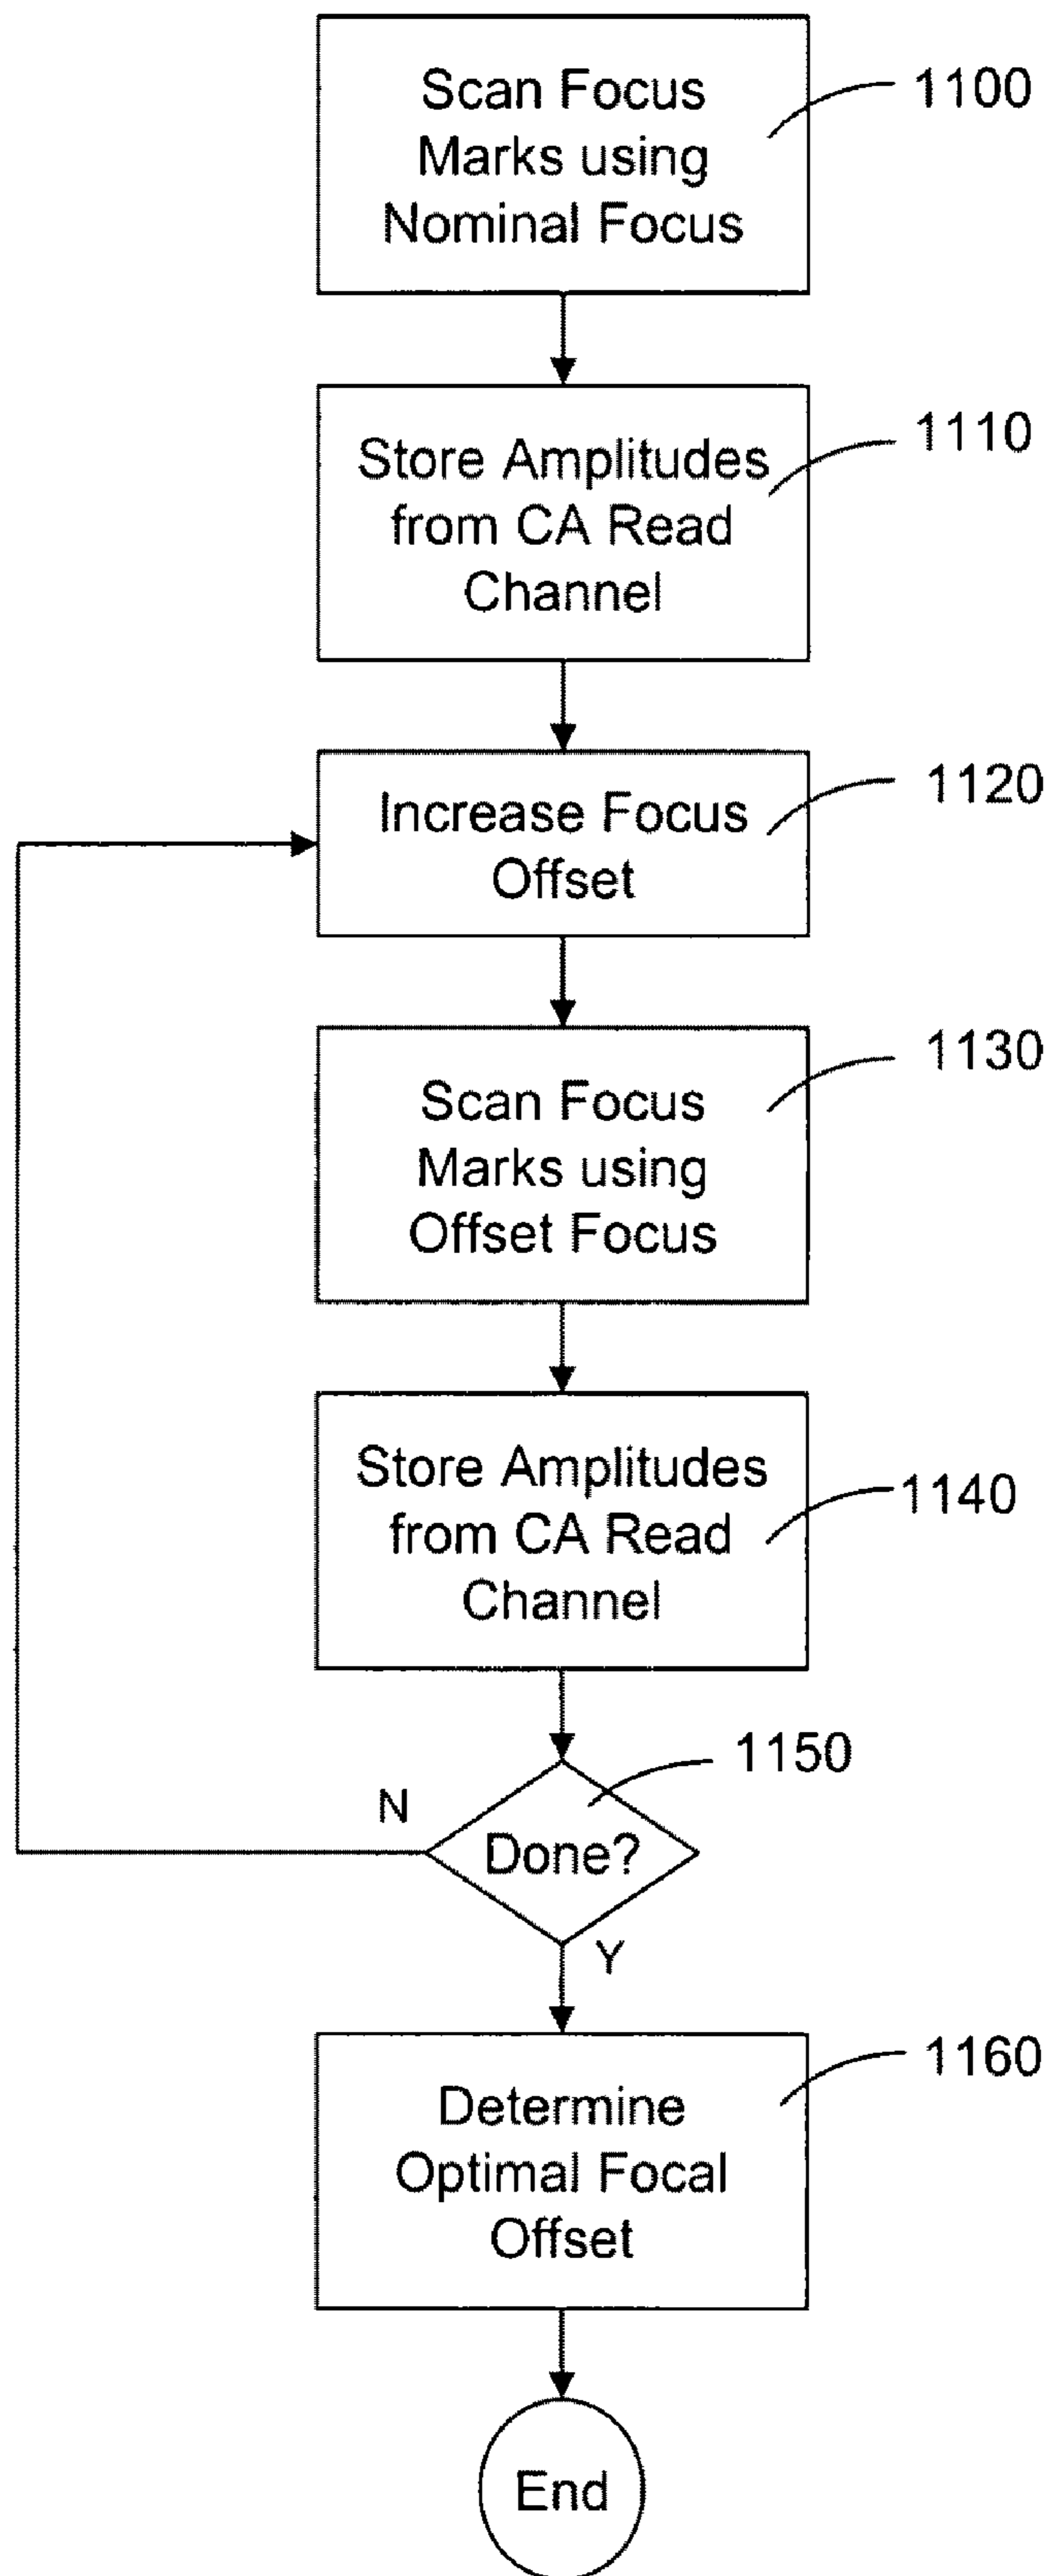 Scan Focus
Marks using
Nominal Focus
1100
Store Amplitudes
from CA Read
Channel
1110
Increase Focus
Offset
1120
Scan Focus
Marks using
Offset Focus
1130
Store Amplitudes
from CA Read
Channel
1140
Done?
1150
N
Y
Determine
Optimal Focal
Offset
1160
End